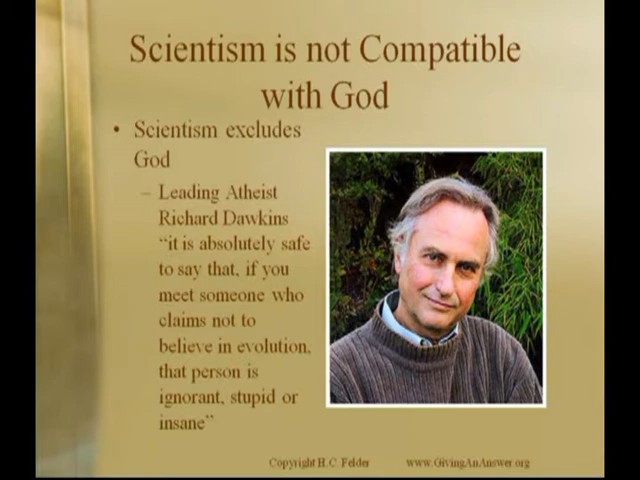 Scientism is not Compatible
with God
• Scientism excludes
God
– Leading Atheist
Richard Dawkins
“it is absolutely safe
to say that, if you
meet someone who
claims not to
believe in evolution,
that person is
ignorant, stupid or
insane”
Copyright H.C. Felder www.GivingAnAnswer.org